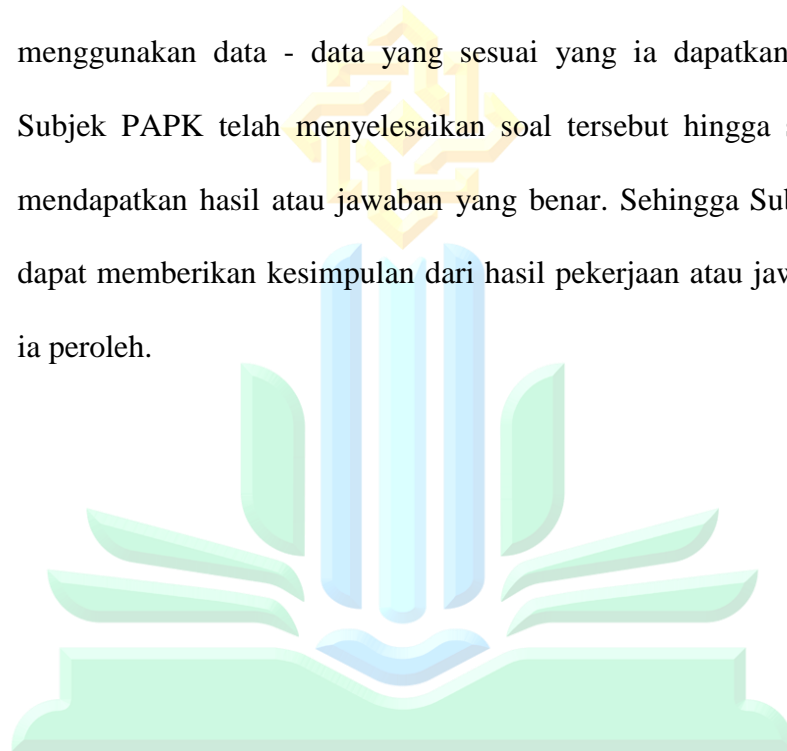 menggunakan data - data yang sesuai yang ia dapatkan
Subjek PAPK telah menyelesaikan soal tersebut hingga
mendapatkan hasil atau jawaban yang benar. Sehingga
dapat memberikan kesimpulan dari hasil pekerjaan atau
ia peroleh.